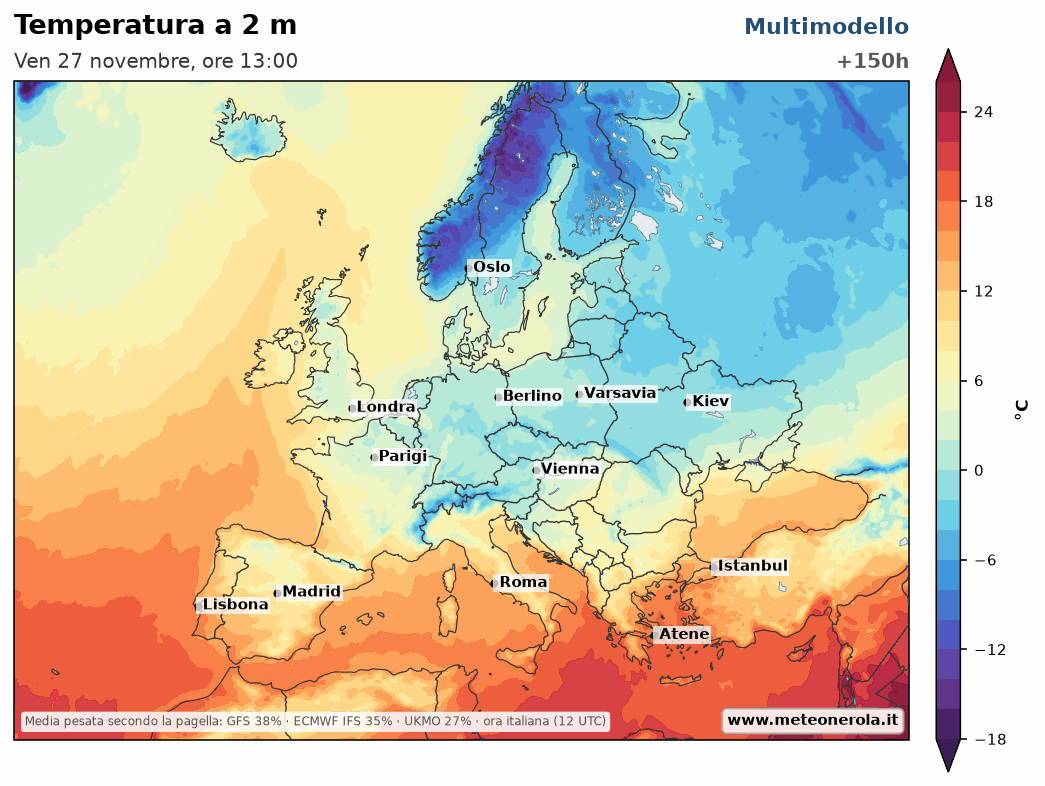 Temperatura a 2 m
Multimodello
Ven 27 novembre, ore 13:00
+150h
24
18
12
6
0
−6
−12
−18
°C
Oslo
Berlino
Varsavia
Kiev
Londra
Parigi
Vienna
Istanbul
Roma
Madrid
Lisbona
Atene
Media pesata secondo la pagella: GFS 38% · ECMWF IFS 35% · UKMO 27% · ora italiana (12 UTC)
www.meteonerola.it